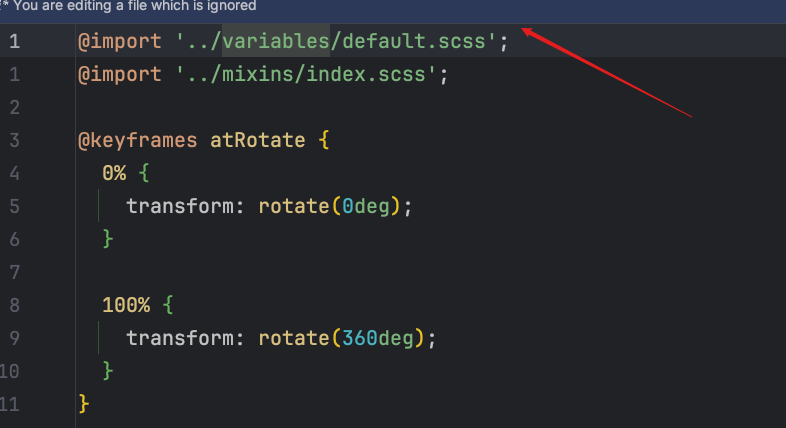 * You are editing a file which is ignored
1 @import '../variables/default.scss';
1 @import '../mixins/index.scss';
2
3 @keyframes atRotate {
4 0% {
5 transform: rotate(0deg);
6 }
7
8 100% {
9 transform: rotate(360deg);
10 }
11 }